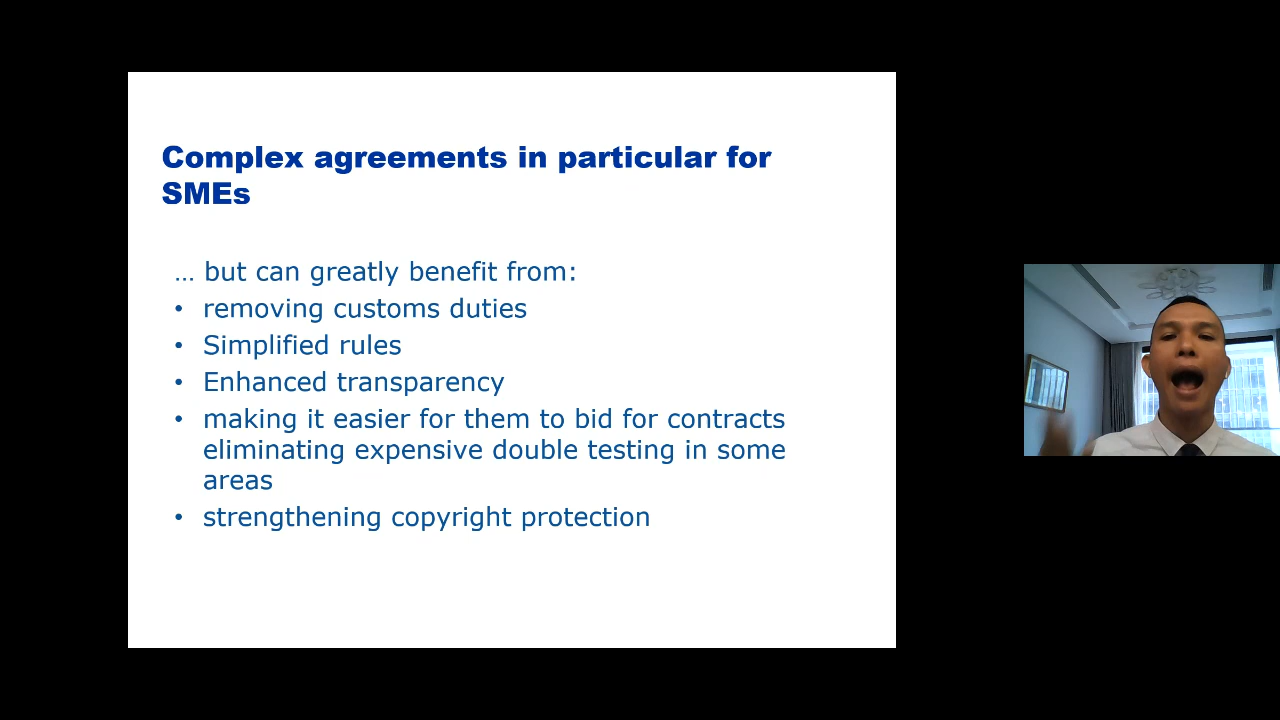 Complex agreements in particular for
SMEs
... but can greatly benefit from:
• removing customs duties
• Simplified rules
• Enhanced transparency
• making it easier for them to bid for contracts
eliminating expensive double testing in some
areas
• strengthening copyright protection